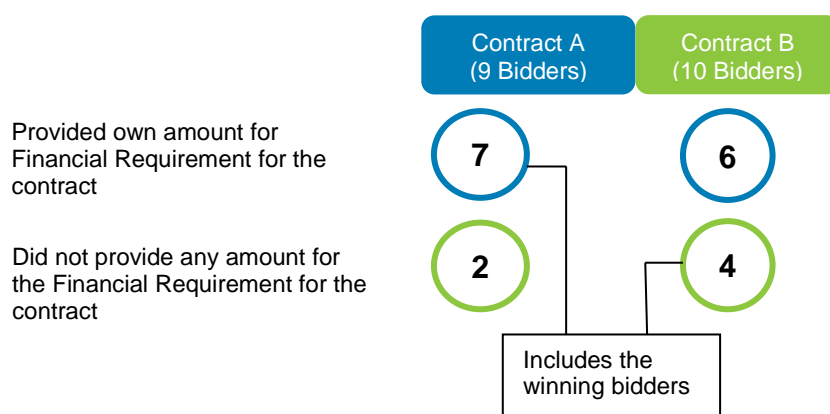 Contract A
(9 Bidders)
Contract B
(10 Bidders)
Provided own amount for
Financial Requirement for the
contract
7
6
Did not provide any amount for
the Financial Requirement for the
contract
2
4
Includes the
winning bidders